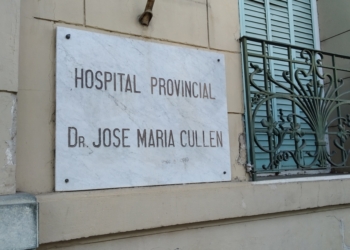 HOSPITAL PROVINCIAL
DR. JOSE MARIA CULLEN